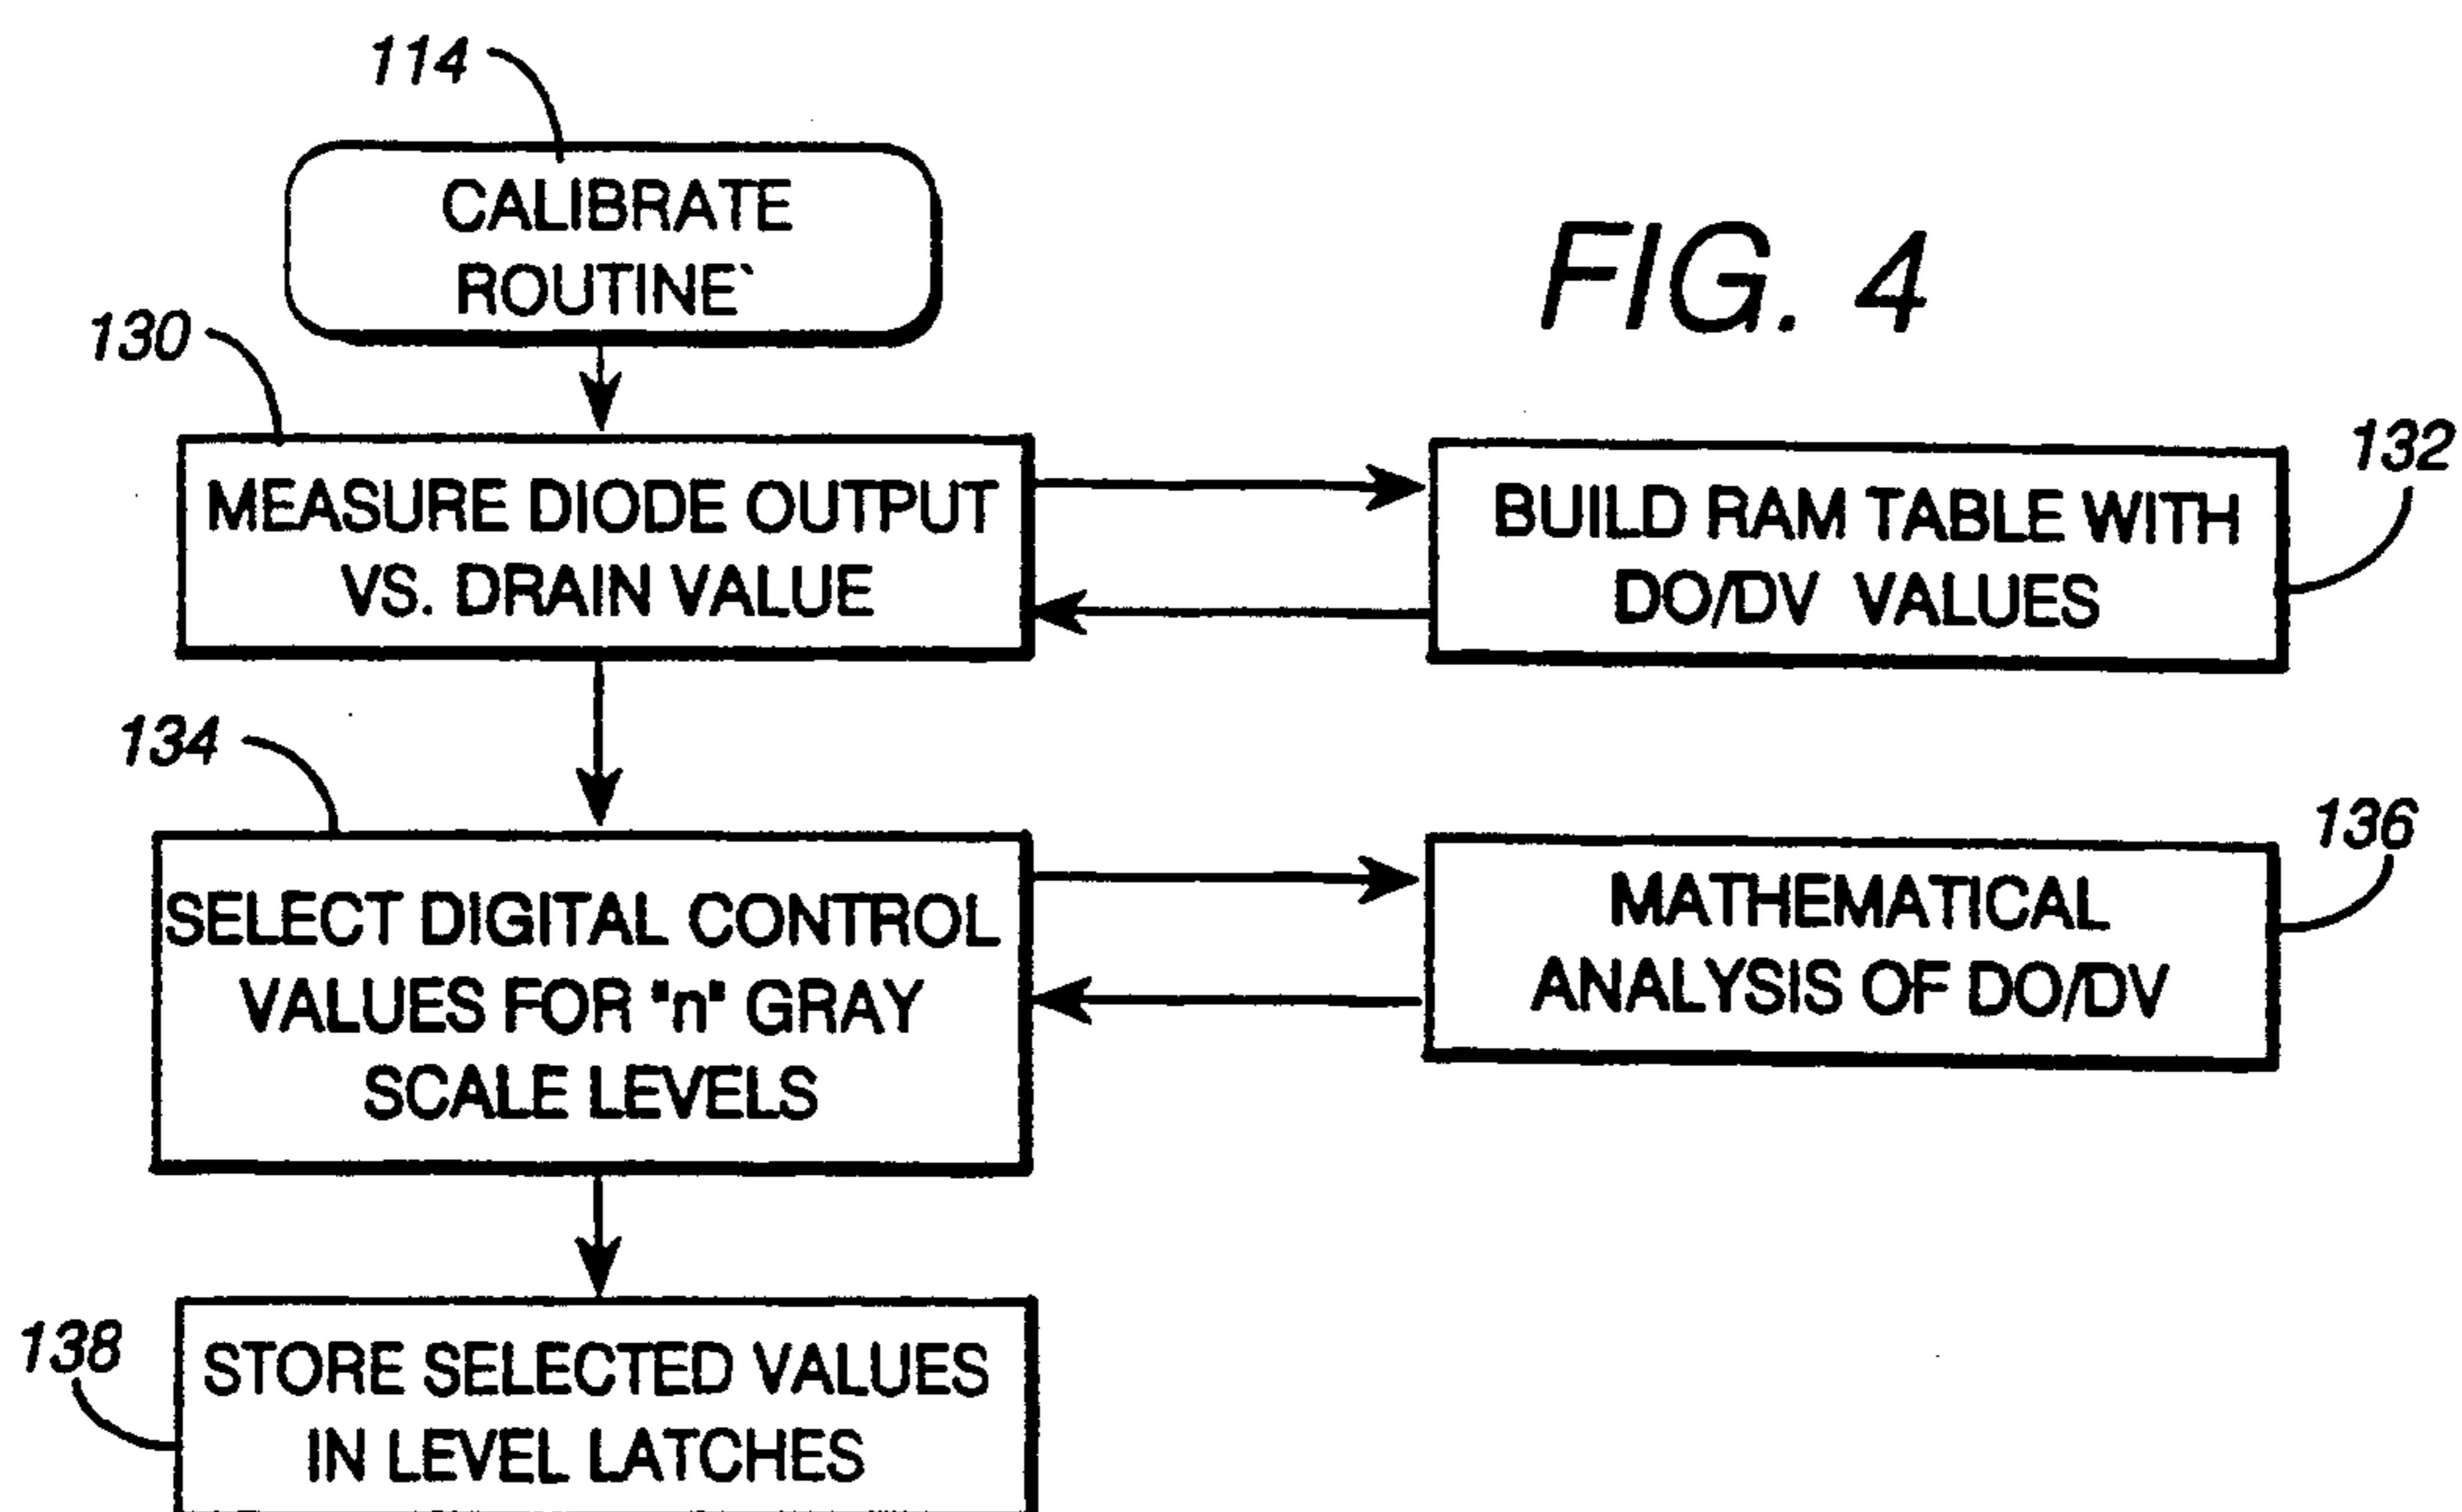 114
CALIBRATE
ROUTINE`
FIG. 4
130
MEASURE DIODE OUTPUT
VS. DRAIN VALUE
132
BUILD RAM TABLE WITH
DO/DV VALUES
134
SELECT DIGITAL CONTROL
VALUES FOR "n" GRAY
SCALE LEVELS
136
MATHEMATICAL
ANALYSIS OF DO/DV
138
STORE SELECTED VALUES
IN LEVEL LATCHES